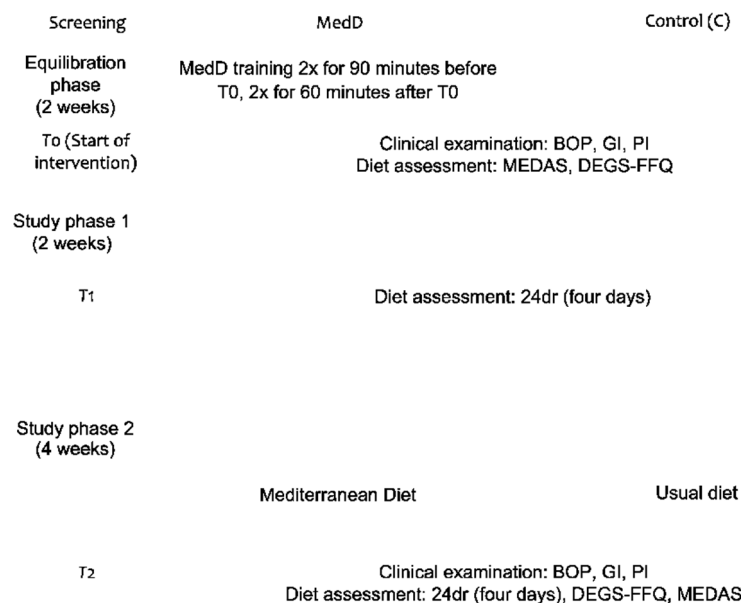 Screening MedD Control (C)
Equilibration
phase
(2 weeks)
MedD training 2x for 90 minutes before
T0, 2x for 60 minutes after T0
To (Start of
intervention)
Clinical examination: BOP, GI, PI
Diet assessment: MEDAS, DEGS-FFQ
Study phase 1
(2 weeks)
T1 Diet assessment: 24dr (four days)
Study phase 2
(4 weeks)
Mediterranean Diet Usual diet
T2 Clinical examination: BOP, GI, PI
Diet assessment: 24dr (four days), DEGS-FFQ, MEDAS